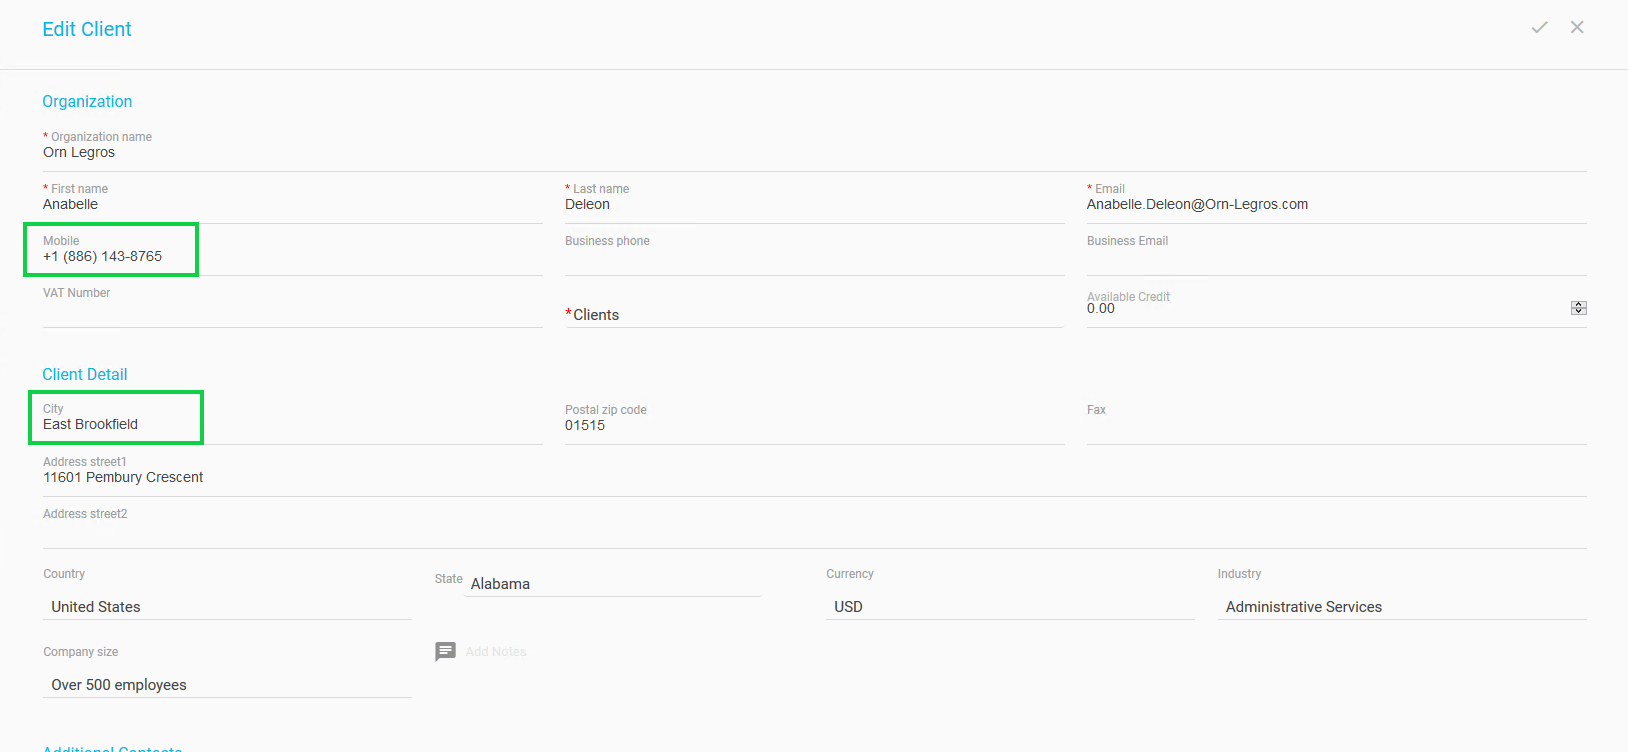 Edit Client
Organization
* Organization name
Orn Legros
* First name
Anabelle
* Last name
Deleon
* Email
Anabelle.Deleon@Orn-Legros.com
Mobile
+1 (886) 143-8765
Business phone
Business Email
VAT Number
*Clients
Available Credit
0.00
Client Detail
City
East Brookfield
Postal zip code
01515
Fax
Address street1
11601 Pembury Crescent
Address street2
Country
United States
State Alabama
Currency
USD
Industry
Administrative Services
Company size
Over 500 employees
Add Notes
Additional Contacts